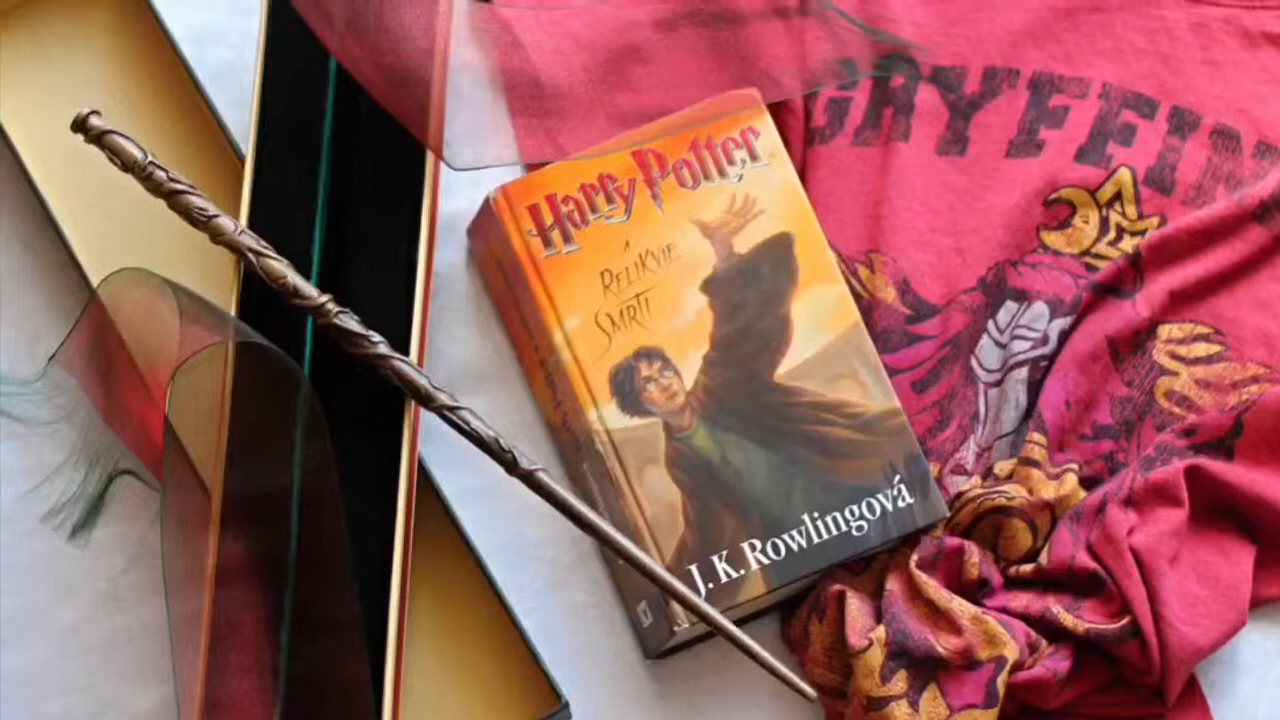 Harry Potter
A
RELIKVIE
SMRTI
J.K.Rowlingová
GRYFFIN